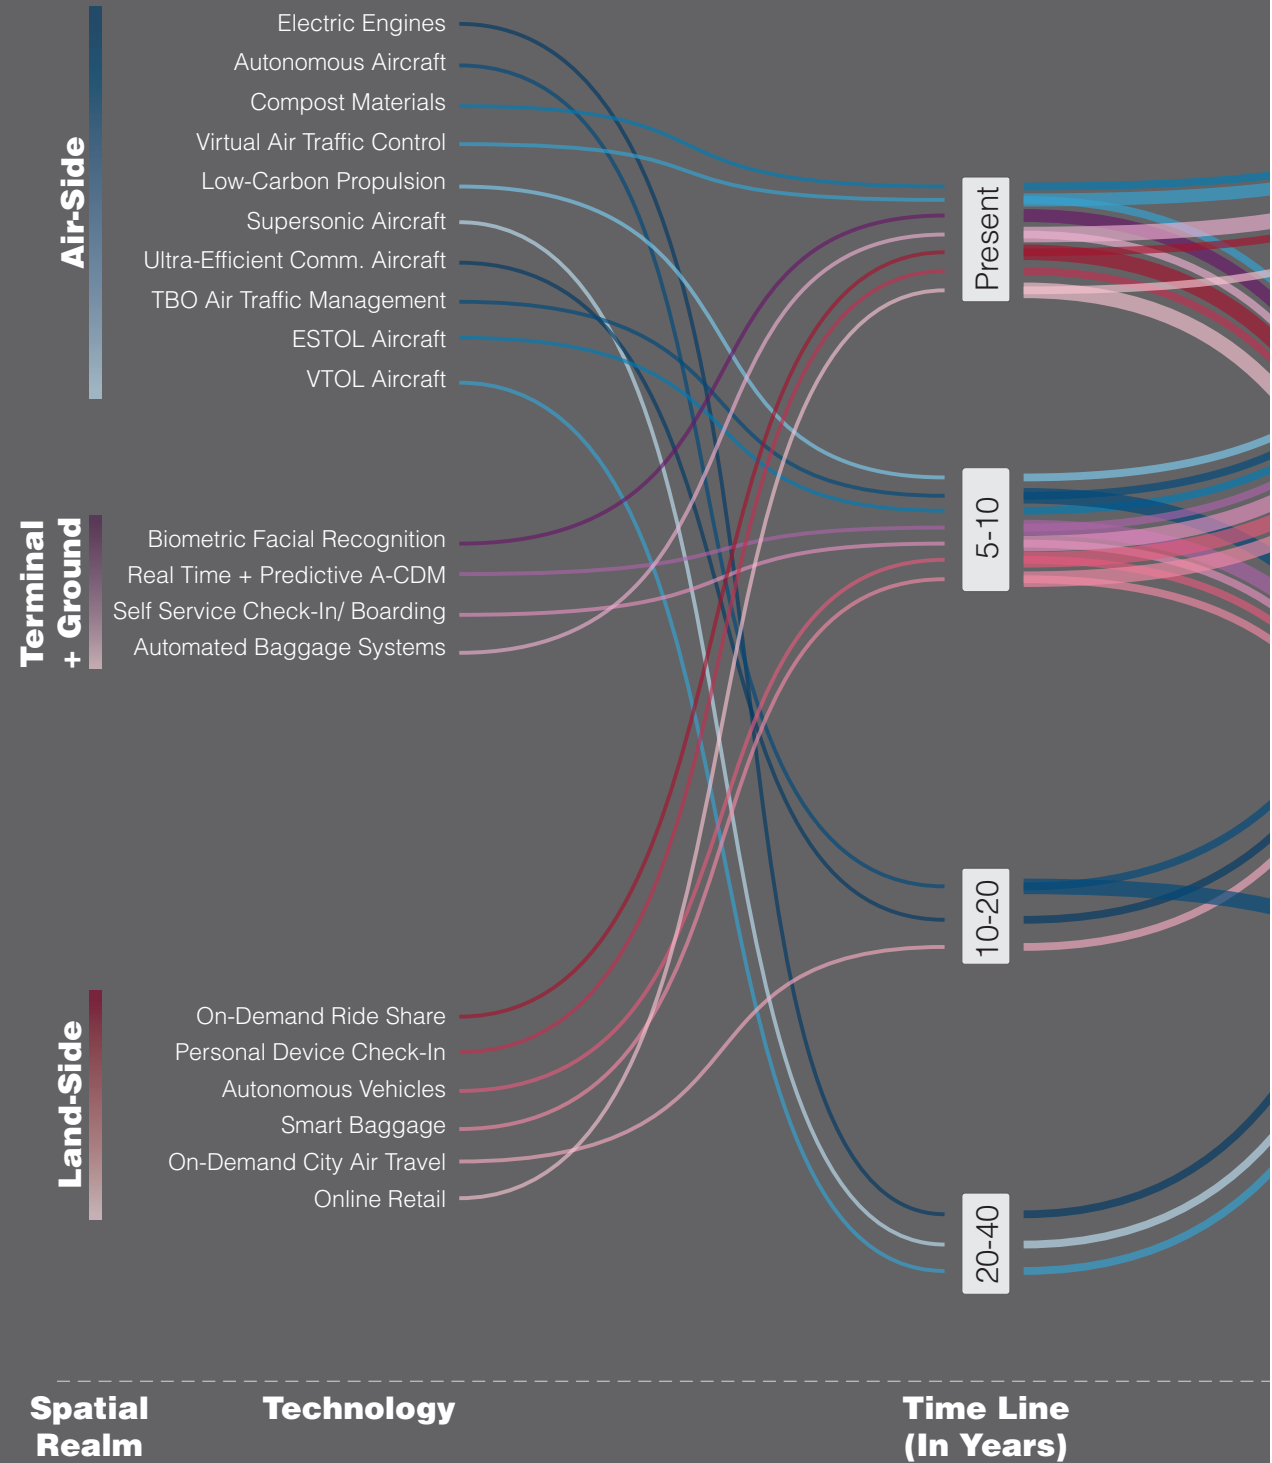 Air-Side
Electric Engines
Autonomous Aircraft
Compost Materials
Virtual Air Traffic Control
Low-Carbon Propulsion
Supersonic Aircraft
Ultra-Efficient Comm. Aircraft
TBO Air Traffic Management
ESTOL Aircraft
VTOL Aircraft
Terminal
+ Ground
Biometric Facial Recognition
Real Time + Predictive A-CDM
Self Service Check-In/ Boarding
Automated Baggage Systems
Land-Side
On-Demand Ride Share
Personal Device Check-In
Autonomous Vehicles
Smart Baggage
On-Demand City Air Travel
Online Retail
Present
5-10
10-20
20-40
Spatial
Realm
Technology
Time Line
(In Years)